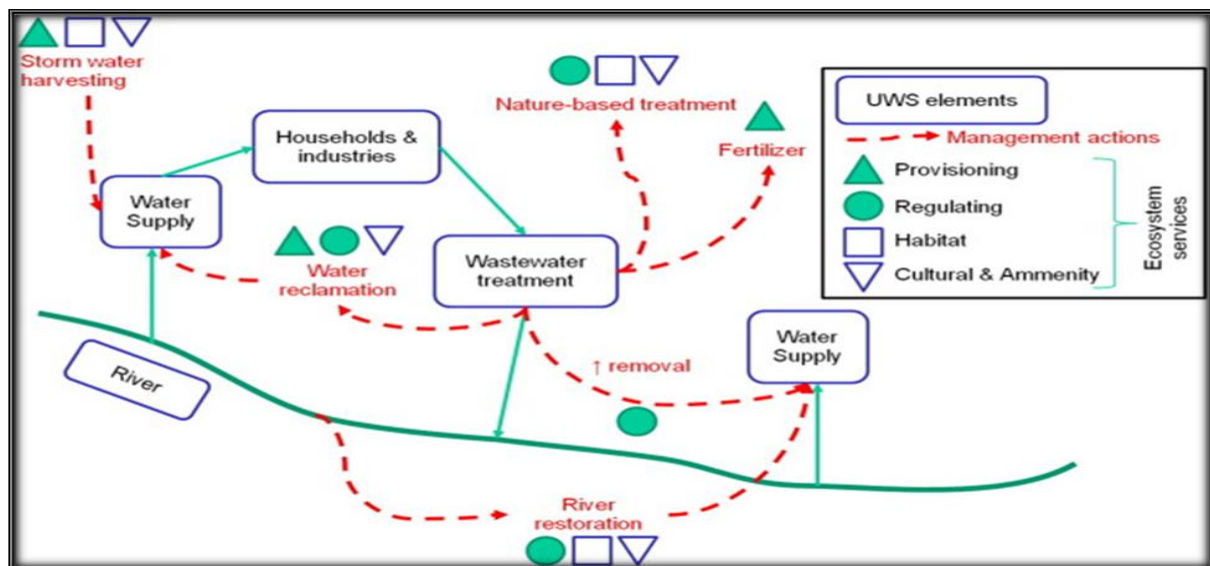 Storm water
harvesting
Households &
industries
Nature-based treatment
Fertilizer
UWS elements
Management actions
Provisioning
Regulating
Habitat
Cultural & Ammenity
Ecosystem
services
Water
Supply
Water
reclamation
Wastewater
treatment
River
↑ removal
Water
Supply
River
restoration